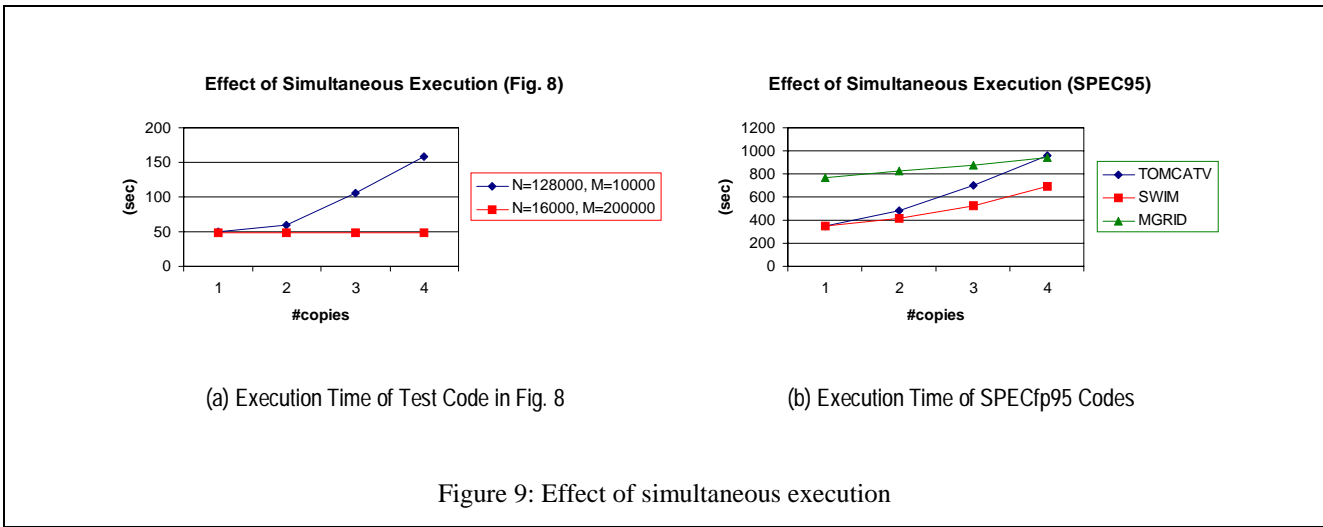 Effect of Simultaneous Execution (Fig. 8)
200
150
100
50
0
(sec)
1 2 3 4
#copies
N=128000, M=10000
N=16000, M=200000
(a) Execution Time of Test Code in Fig. 8
Effect of Simultaneous Execution (SPEC95)
1200
1000
800
600
400
200
0
(sec)
1 2 3 4
#copies
TOMCATV
SWIM
MGRID
(b) Execution Time of SPECfp95 Codes
Figure 9: Effect of simultaneous execution